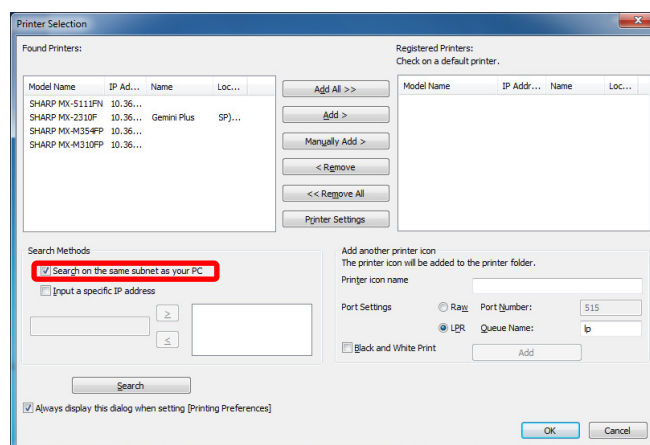 Printer Selection
x
Found Printers:
Registered Printers:
Check on a default printer.
Model Name IP Ad... Name Loc...
SHARP MX-5111FN 10.36...
SHARP MX-2310F 10.36... Gemini Plus SP)...
SHARP MX-M354FP 10.36...
SHARP MX-M310FP 10.36...
Add All >>
Add >
Manually Add >
< Remove
<< Remove All
Printer Settings
Model Name IP Addr... Name Loc...
Search Methods
Search on the same subnet as your PC
Input a specific IP address
>
<
Search
Always display this dialog when setting [Printing Preferences]
Add another printer icon
The printer icon will be added to the printer folder.
Printer icon name
Port Settings Raw Port Number: 515
LPR Queue Name: lp
Black and White Print Add
OK Cancel